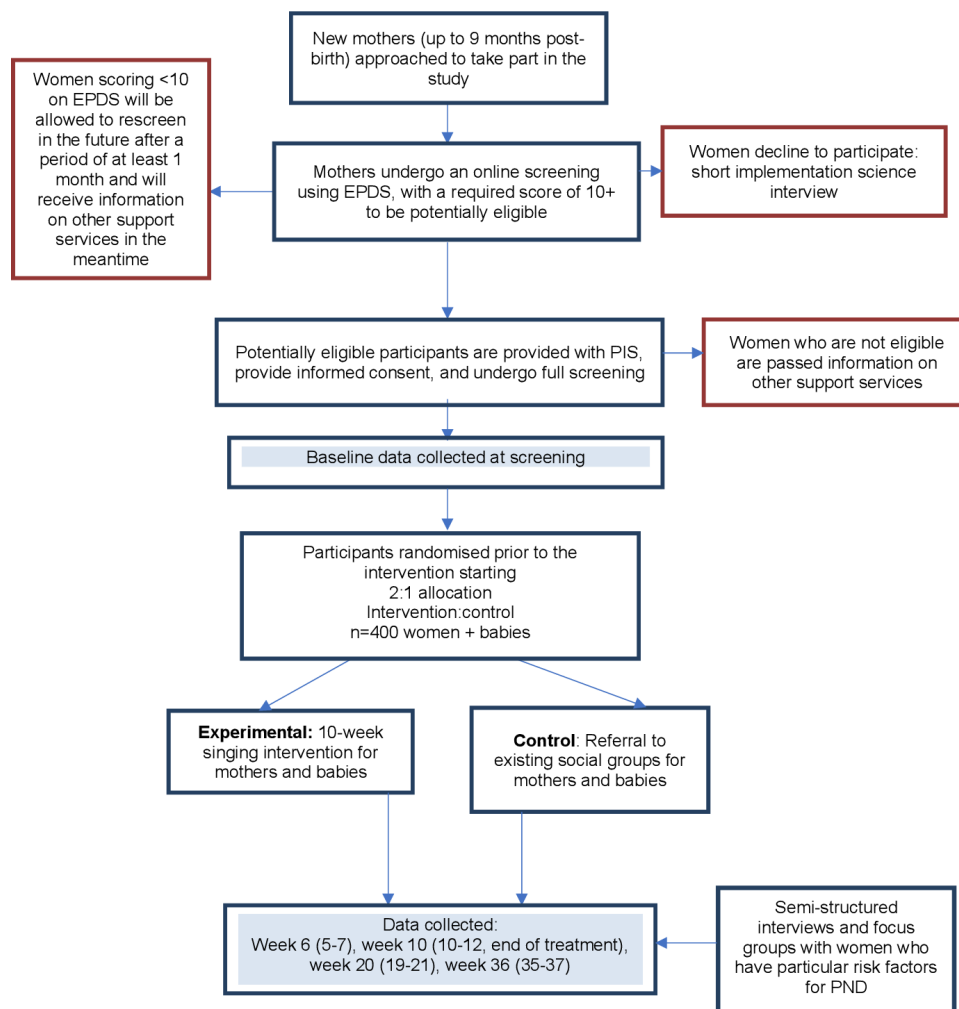 New mothers (up to 9 months post-
birth) approached to take part in the
study
Women scoring <10
on EPDS will be
allowed to rescreen
in the future after a
period of at least 1
month and will
receive information
on other support
services in the
meantime
Mothers undergo an online screening
using EPDS, with a required score of 10+
to be potentially eligible
Women decline to participate:
short implementation science
interview
Potentially eligible participants are provided with PIS,
provide informed consent, and undergo full screening
Women who are not eligible
are passed information on
other support services
Baseline data collected at screening
Participants randomised prior to the
intervention starting
2:1 allocation
Intervention:control
n=400 women + babies
Experimental: 10-week
singing intervention for
mothers and babies
Control: Referral to
existing social groups for
mothers and babies
Data collected:
Week 6 (5-7), week 10 (10-12, end of treatment),
week 20 (19-21), week 36 (35-37)
Semi-structured
interviews and focus
groups with women who
have particular risk factors
for PND